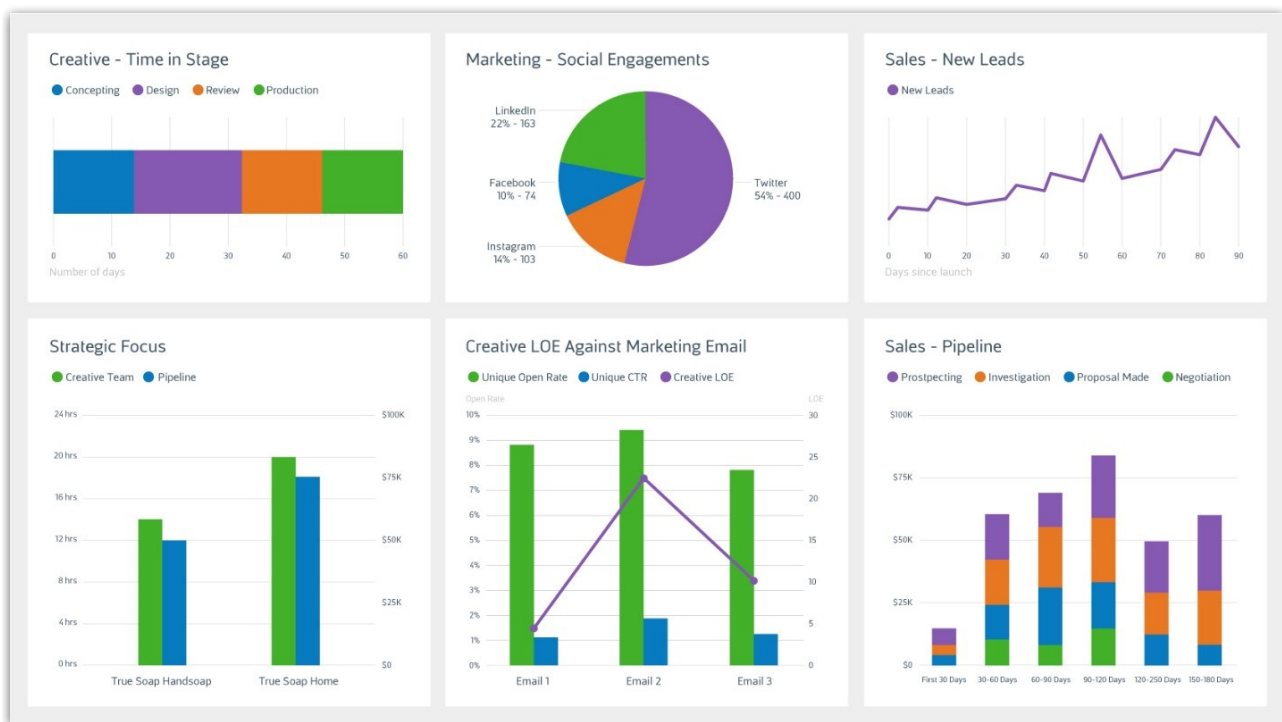 Creative - Time in Stage
Concepting Design Review Production
0 10 20 30 40 50 60
Number of days
Marketing - Social Engagements
LinkedIn
22% - 163
Facebook
10% - 74
Instagram
14% - 103
Twitter
54% - 400
Sales - New Leads
New Leads
0 10 20 30 40 50 60 70 80 90
Days since launch
Strategic Focus
Creative Team Pipeline
24 hrs $100K
20 hrs
$75K
16 hrs
12 hrs $50K
8 hrs
$25K
4 hrs
0 hrs $0
True Soap Handsoap True Soap Home
Creative LOE Against Marketing Email
Unique Open Rate Unique CTR Creative LOE
Open Rate LOE
10% 30
9%
25
8%
7%
20
6%
5% 15
4%
10
3%
2%
5
1%
0% 0
Email 1 Email 2 Email 3
Sales - Pipeline
Prostpecting Investigation Proposal Made Negotiation
$100K
$75K
$50K
$25K
$0
First 30 Days 30-60 Days 60-90 Days 90-120 Days 120-250 Days 150-180 Days